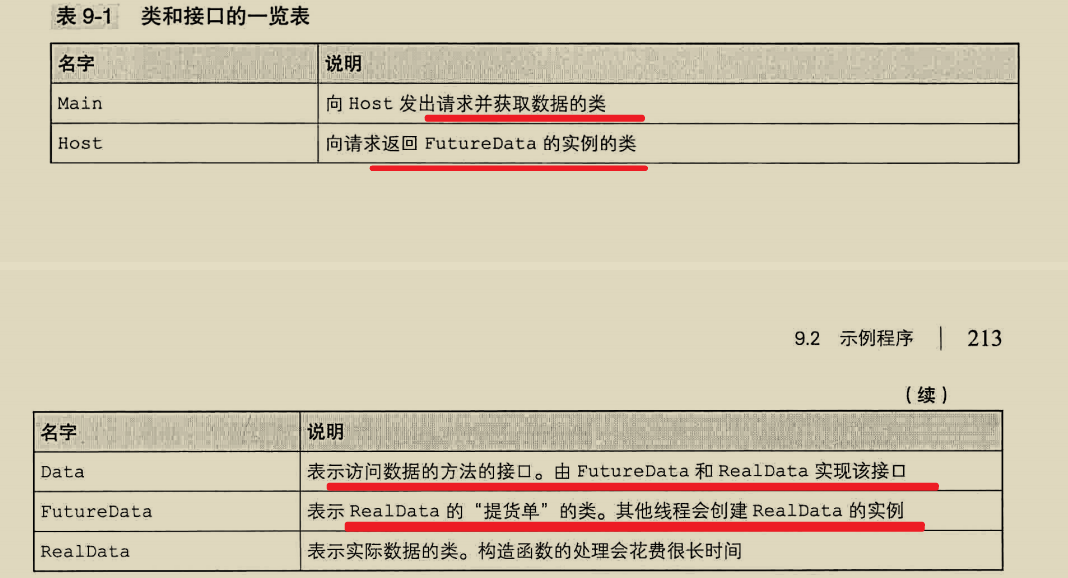 表 9-1 类和接口的一览表
名字 说明
Main 向 Host 发出请求并获取数据的类
Host 向请求返回 FutureData 的实例的类
9.2 示例程序 | 213
（续）
名字 说明
Data 表示访问数据的方法的接口。由 FutureData 和 RealData 实现该接口
FutureData 表示 RealData 的“提货单”的类。其他线程会创建 RealData 的实例
RealData 表示实际数据的类。构造函数的处理会花费很长时间